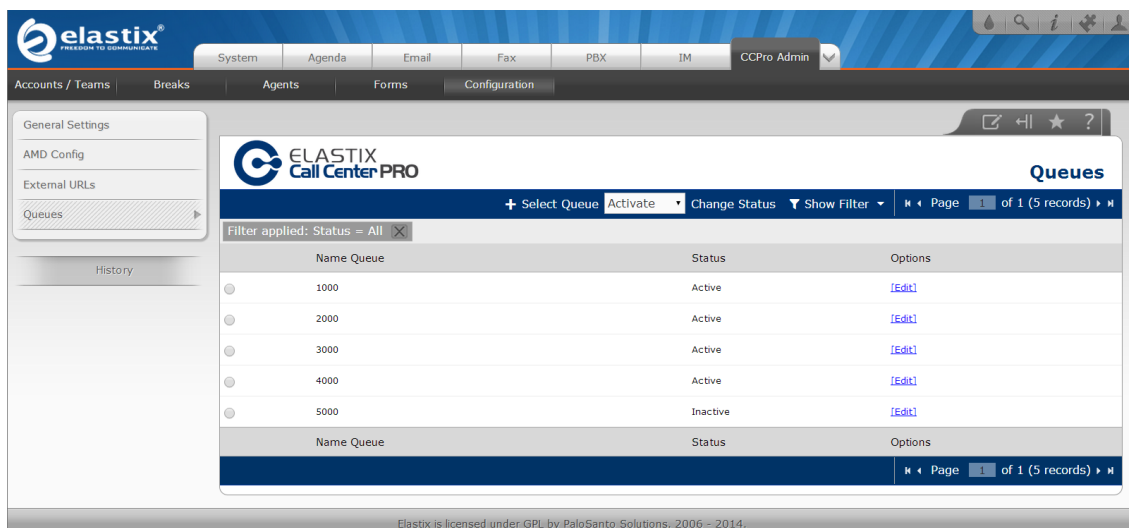 elastix®
FREEDOM TO COMMUNICATE
System Agenda Email Fax PBX IM CCPro Admin
Accounts / Teams Breaks Agents Forms Configuration
General Settings
AMD Config
External URLs
Queues
History
ELASTIX
Call Center PRO
Queues
Select Queue Activate Change Status Show Filter Page 1 of 1 (5 records)
Filter applied: Status = All
Name Queue Status Options
1000 Active [Edit]
2000 Active [Edit]
3000 Active [Edit]
4000 Active [Edit]
5000 Inactive [Edit]
Name Queue Status Options
Page 1 of 1 (5 records)
Elastix is licensed under GPL by PaloSanto Solutions. 2006 - 2014.